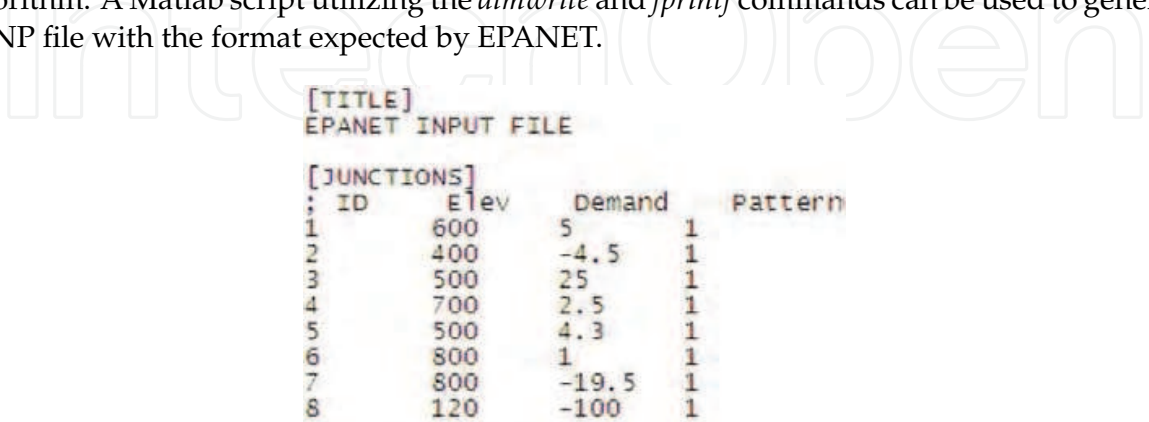 orithm. A Matlab script utilizing the dlmwrite and fprintf commands can be used to gener
NP file with the format expected by EPANET.
IntechOpen
[TITLE]
EPANET INPUT FILE
[JUNCTIONS]
; ID Elev Demand Pattern
1 600 5 1
2 400 -4.5 1
3 500 25 1
4 700 2.5 1
5 500 4.3 1
6 800 1 1
7 800 -19.5 1
8 120 -100 1